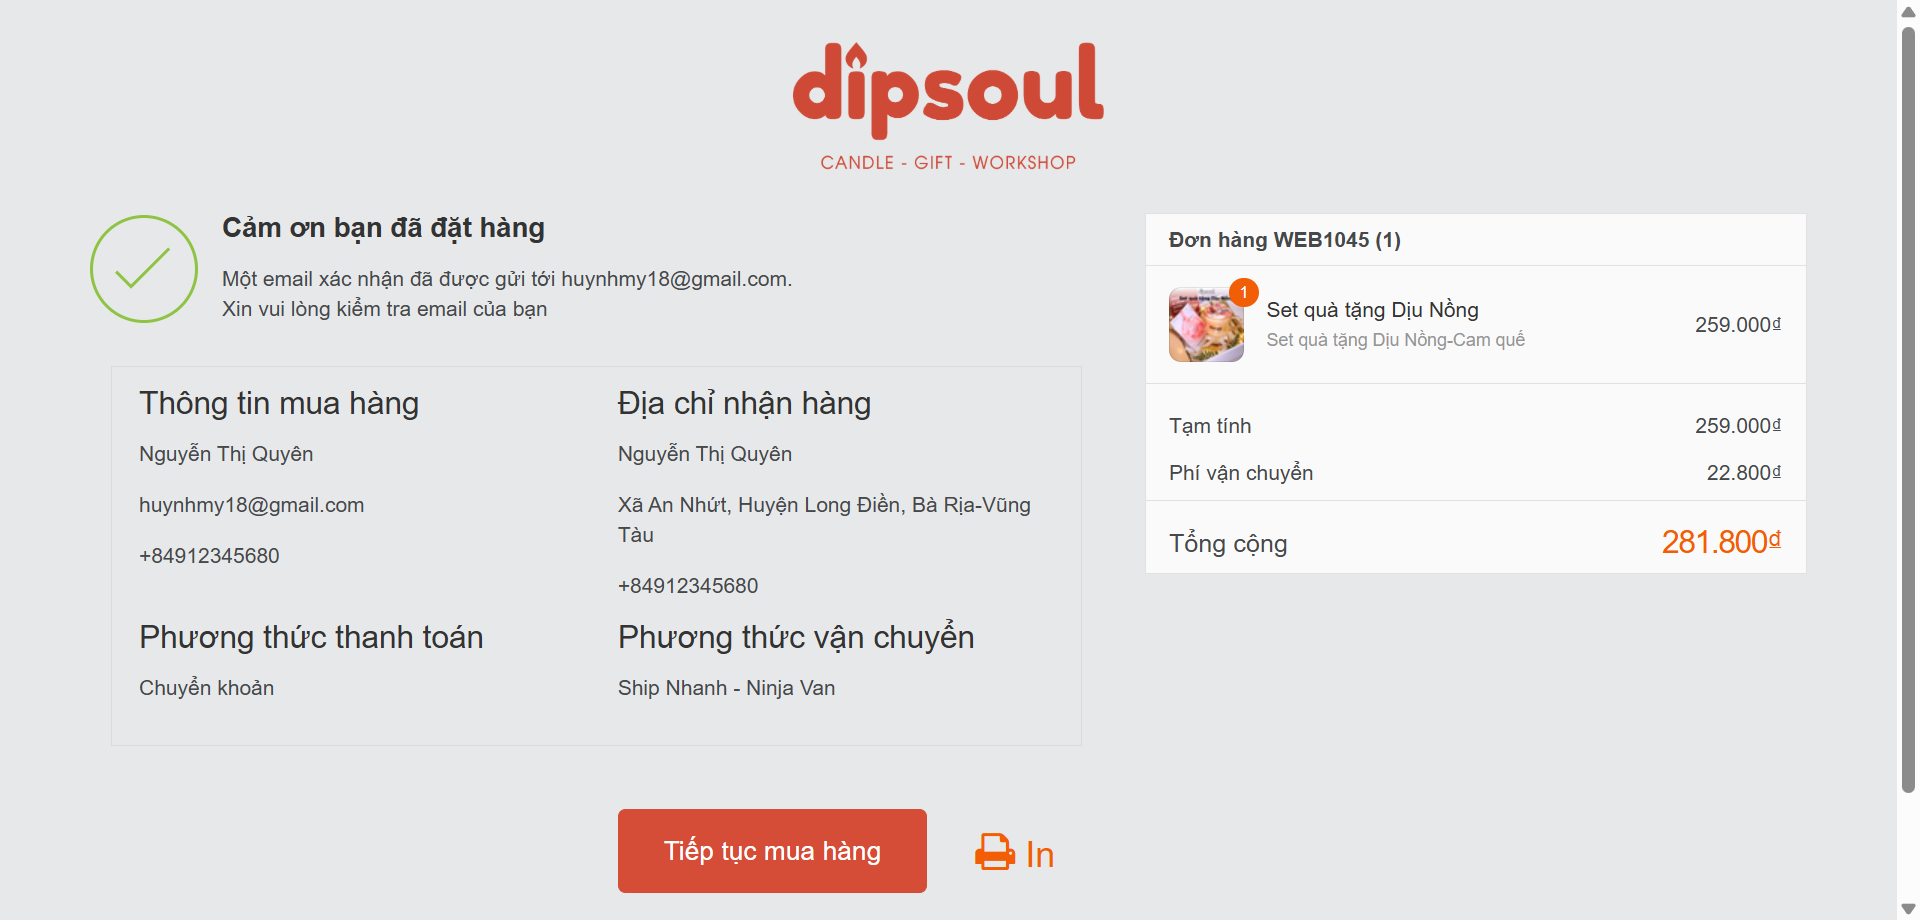 dipsoul
CANDLE - GIFT - WORKSHOP
Cảm ơn bạn đã đặt hàng
Một email xác nhận đã được gửi tới huynhmy18@gmail.com.
Xin vui lòng kiểm tra email của bạn
Thông tin mua hàng
Nguyễn Thị Quyên
huynhmy18@gmail.com
+84912345680
Địa chỉ nhận hàng
Nguyễn Thị Quyên
Xã An Nhứt, Huyện Long Điền, Bà Rịa-Vũng
Tàu
+84912345680
Phương thức thanh toán
Chuyển khoản
Phương thức vận chuyển
Ship Nhanh - Ninja Van
Tiếp tục mua hàng
In
Đơn hàng WEB1045 (1)
1
Set quà tặng Dịu Nồng
Set quà tặng Dịu Nồng-Cam quế
259.000₫
Tạm tính 259.000₫
Phí vận chuyển 22.800₫
Tổng cộng 281.800₫